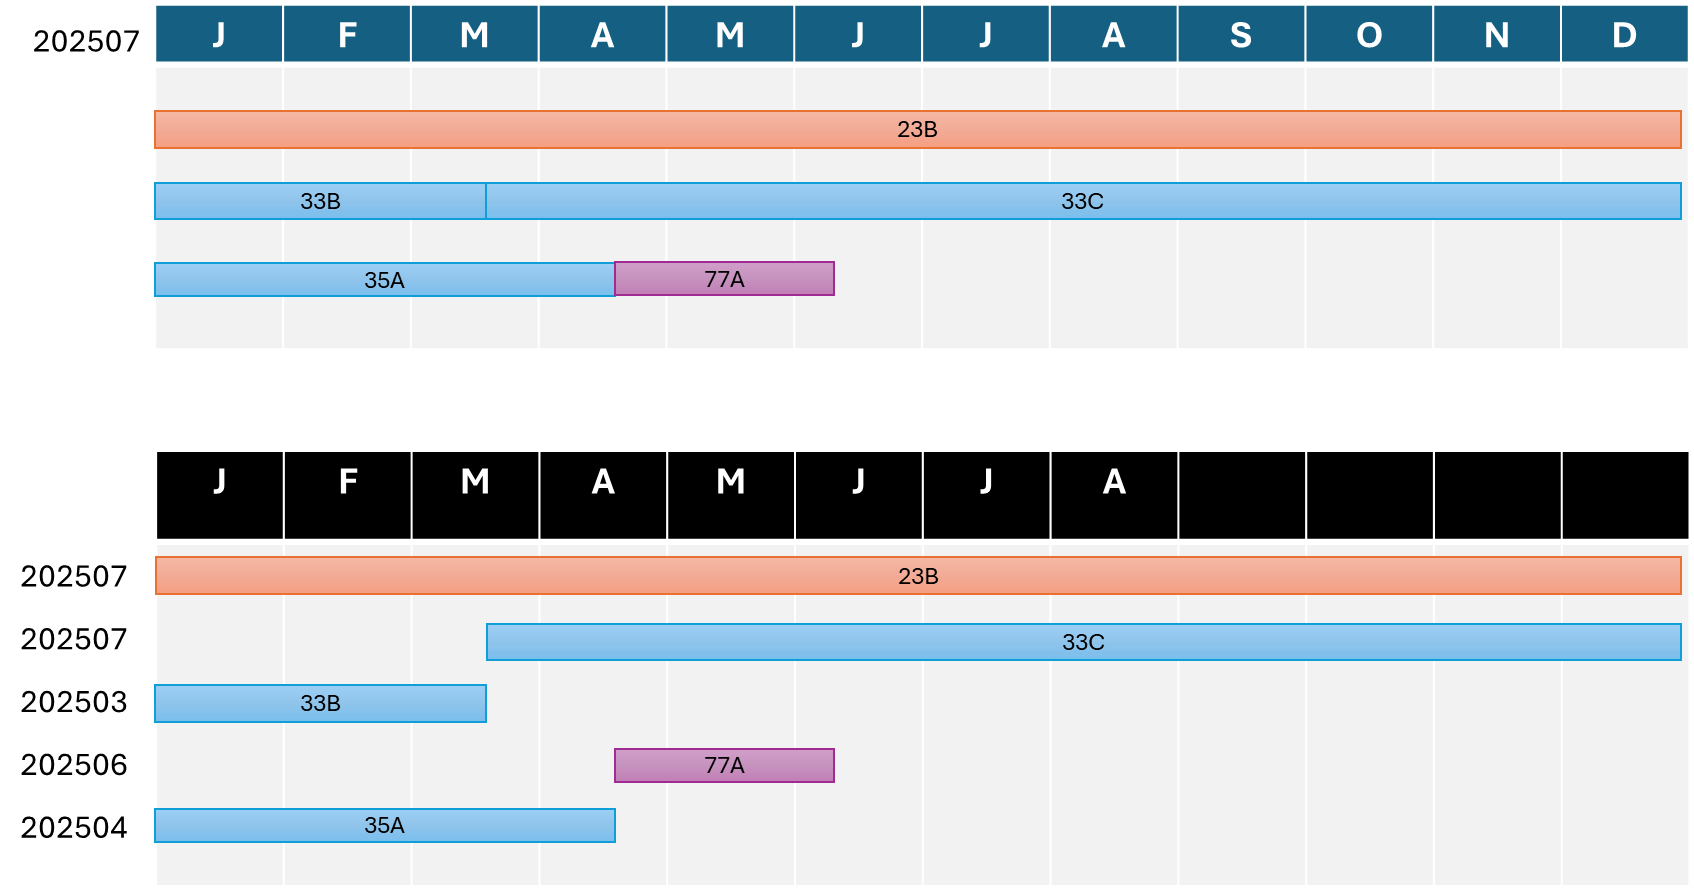 202507 J F M A M J J A S O N D
23B
33B 33C
35A 77A
J F M A M J J A
202507 23B
202507 33C
202503 33B
202506 77A
202504 35A